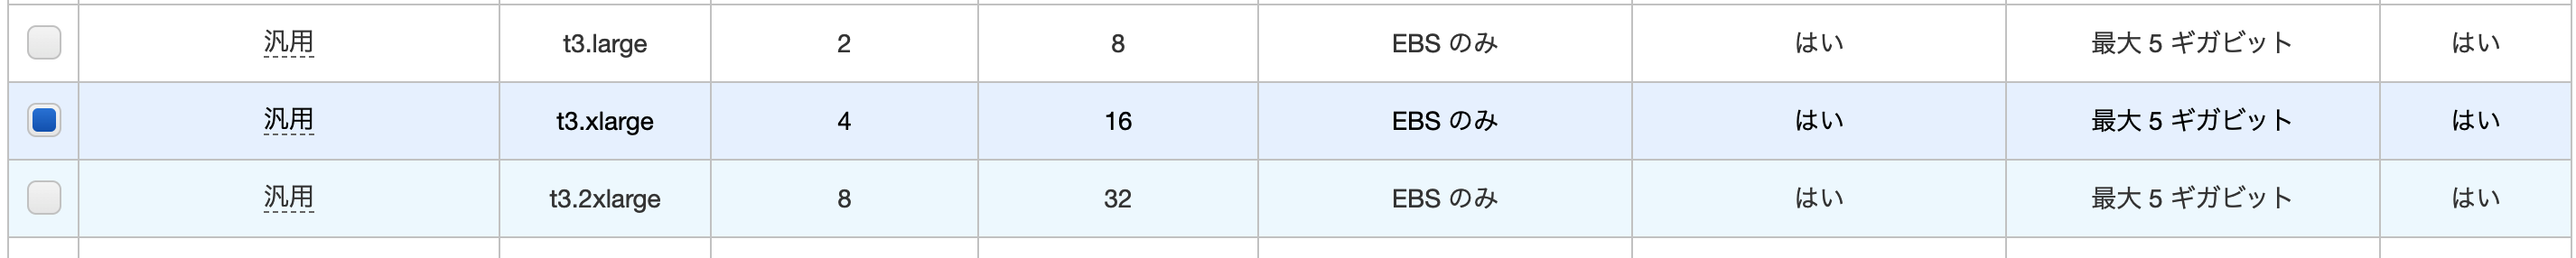 汎用 t3.large 2 8 EBS のみ はい 最大 5 ギガビット はい
汎用 t3.xlarge 4 16 EBS のみ はい 最大 5 ギガビット はい
汎用 t3.2xlarge 8 32 EBS のみ はい 最大 5 ギガビット はい